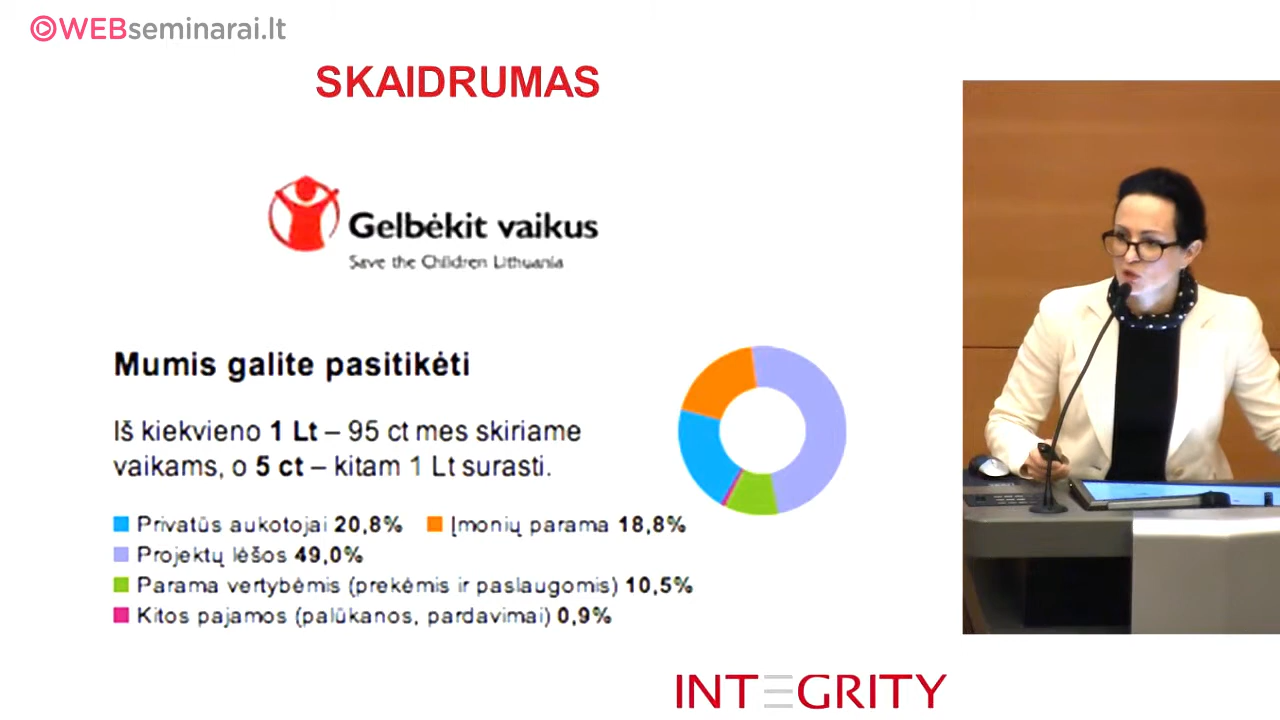 WEBseminarai.lt
SKAIDRUMAS
Gelbėkit vaikus
Save the Children Lithuania
Mumis galite pasitikėti
Iš kiekvieno 1 Lt – 95 ct mes skiriame
vaikams, o 5 ct – kitam 1 Lt surasti.
Privatūs aukotojai 20,8% Įmonių parama 18,8%
Projektų lėšos 49,0%
Parama vertybėmis (prekėmis ir paslaugomis) 10,5%
Kitos pajamos (palūkanos, pardavimai) 0,9%
INTEGRITY